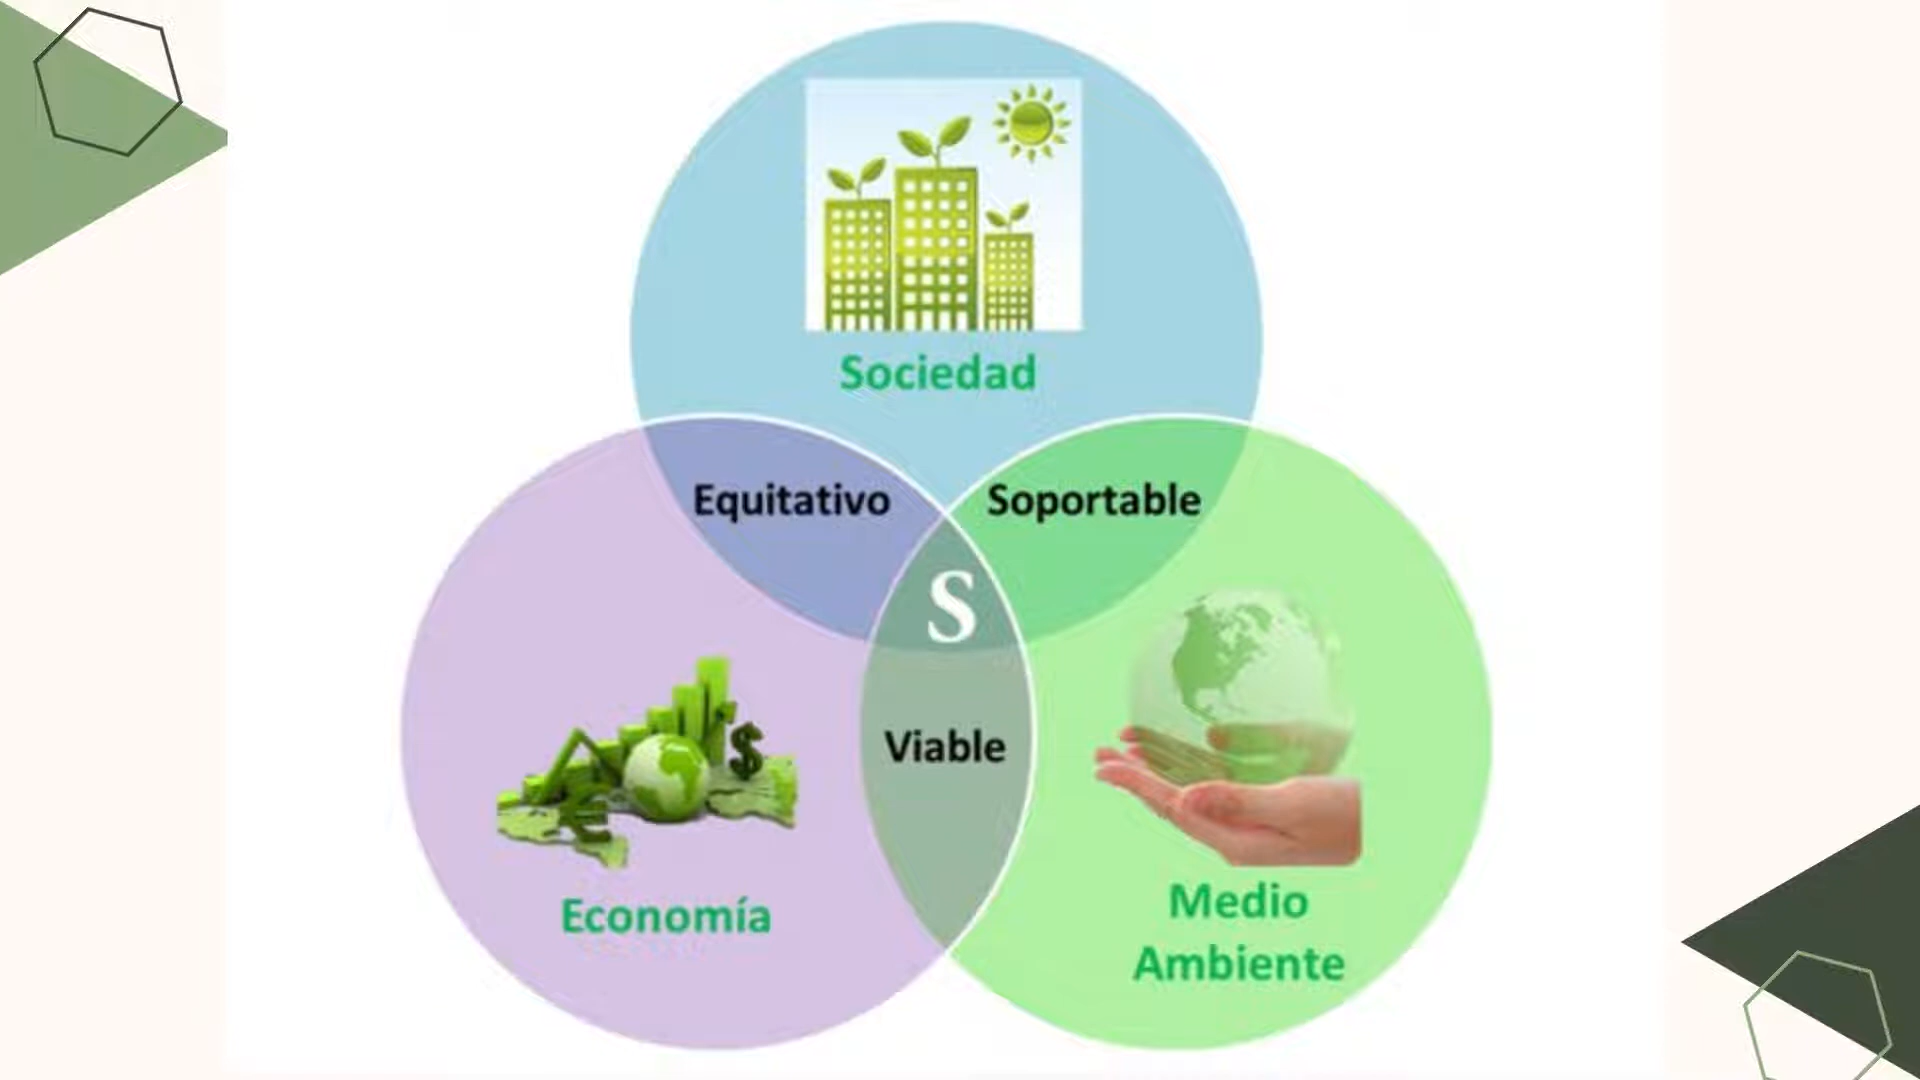 Sociedad
Equitativo
Soportable
S
Viable
Economía
Medio
Ambiente